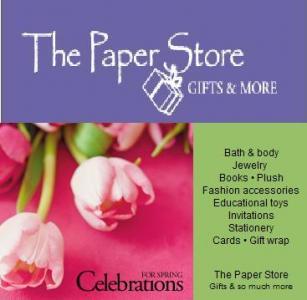 The Paper Store
GIFTS & MORE
Bath & body
Jewelry
Books • Plush
Fashion accessories
Educational toys
Invitations
Stationery
Cards • Gift wrap
The Paper Store
Gifts & so much more
FOR SPRING
Celebrations